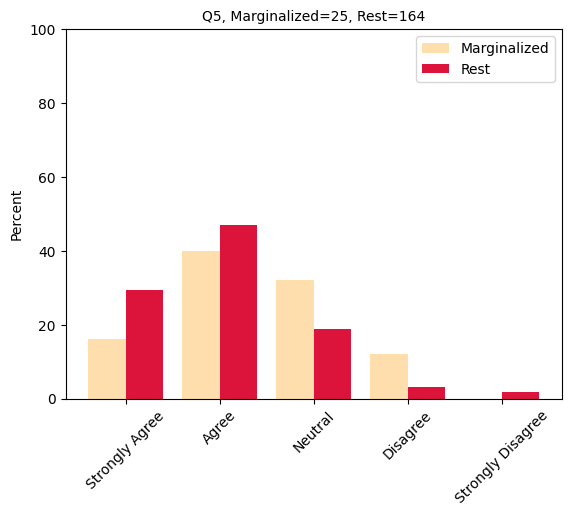 Q5, Marginalized=25, Rest=164
Marginalized
Rest
Percent
100
80
60
40
20
0
Strongly Agree
Agree
Neutral
Disagree
Strongly Disagree